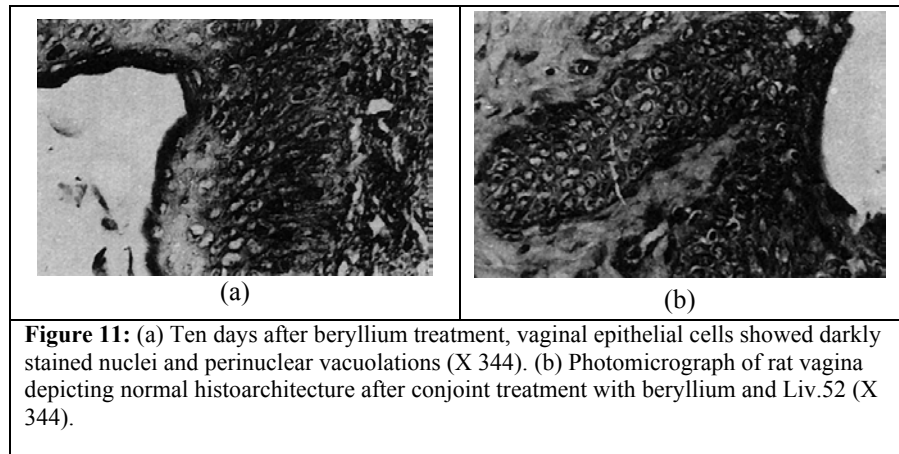 (a)
(b)
Figure 11: (a) Ten days after beryllium treatment, vaginal epithelial cells showed darkly
stained nuclei and perinuclear vacuolations (X 344). (b) Photomicrograph of rat vagina
depicting normal histoarchitecture after conjoint treatment with beryllium and Liv.52 (X
344).